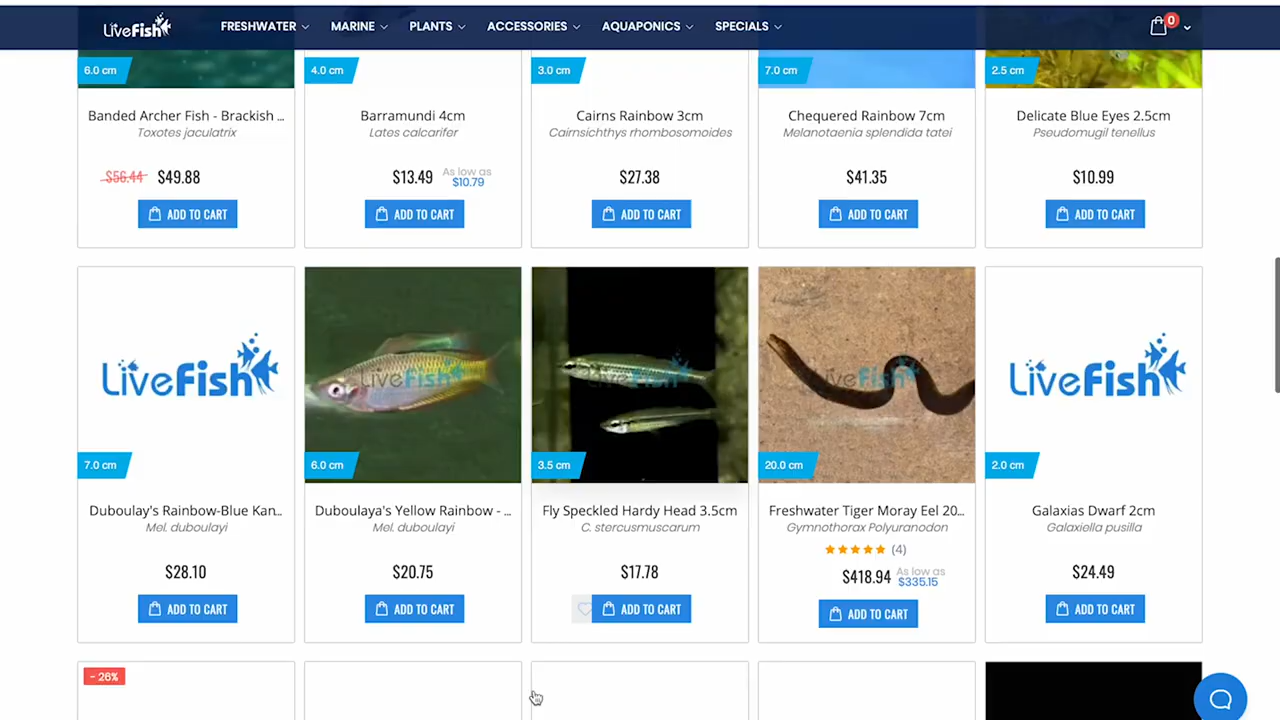 LiveFish
FRESHWATER
MARINE
PLANTS
ACCESSORIES
AQUAPONICS
SPECIALS
0
6.0 cm
4.0 cm
3.0 cm
7.0 cm
2.5 cm
Banded Archer Fish - Brackish ...
Toxotes jaculatrix
$56.44 $49.88
ADD TO CART
Barramundi 4cm
Lates calcarifer
$13.49 As low as
$10.79
ADD TO CART
Cairns Rainbow 3cm
Cairnsichthys rhombosomoides
$27.38
ADD TO CART
Chequered Rainbow 7cm
Melanotaenia splendida tatei
$41.35
ADD TO CART
Delicate Blue Eyes 2.5cm
Pseudomugil tenellus
$10.99
ADD TO CART
LiveFish
7.0 cm
Duboulay's Rainbow-Blue Kan...
Mel. duboulayi
$28.10
ADD TO CART
LiveFish
6.0 cm
Duboulaya's Yellow Rainbow - ...
Mel. duboulayi
$20.75
ADD TO CART
LiveFish
3.5 cm
Fly Speckled Hardy Head 3.5cm
C. stercusmuscarum
$17.78
ADD TO CART
LiveFish
20.0 cm
Freshwater Tiger Moray Eel 20...
Gymnothorax Polyuranodon
(4)
$418.94 As low as
$335.15
ADD TO CART
LiveFish
2.0 cm
Galaxias Dwarf 2cm
Galaxiella pusilla
$24.49
ADD TO CART
- 26%